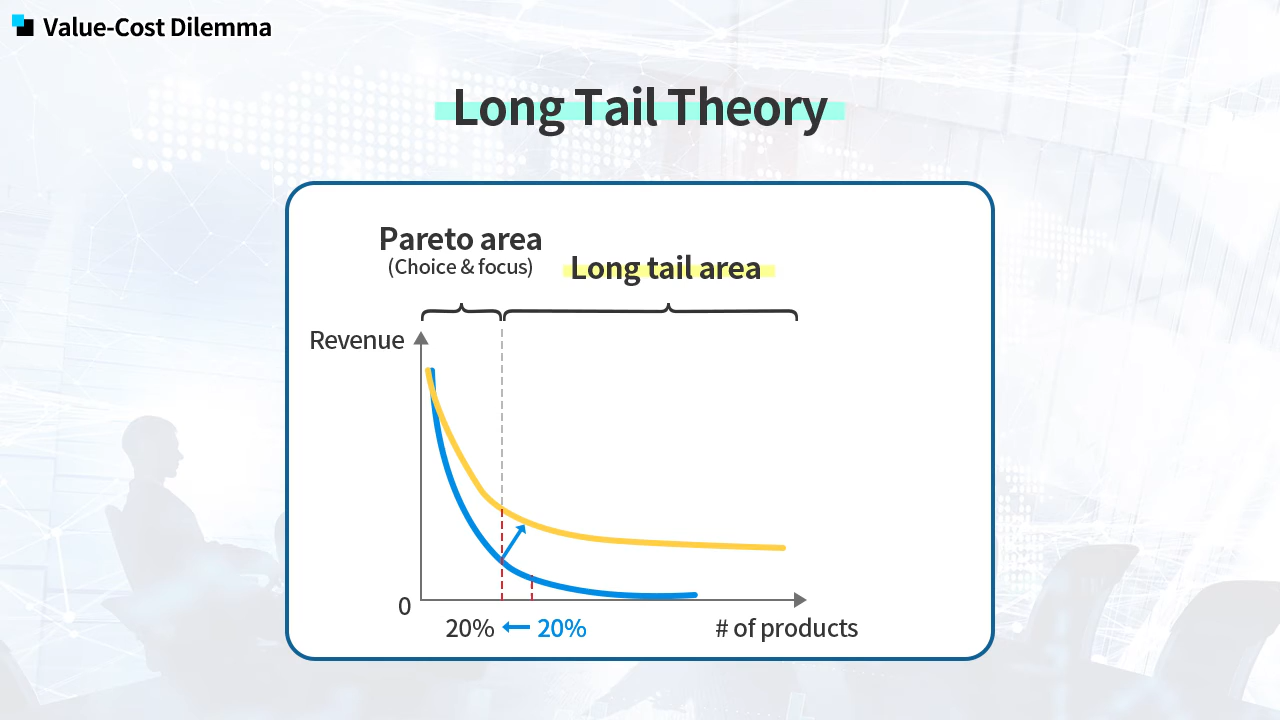 Value-Cost Dilemma
Long Tail Theory
Pareto area
(Choice & focus)
Long tail area
Revenue
0
20%
20%
# of products